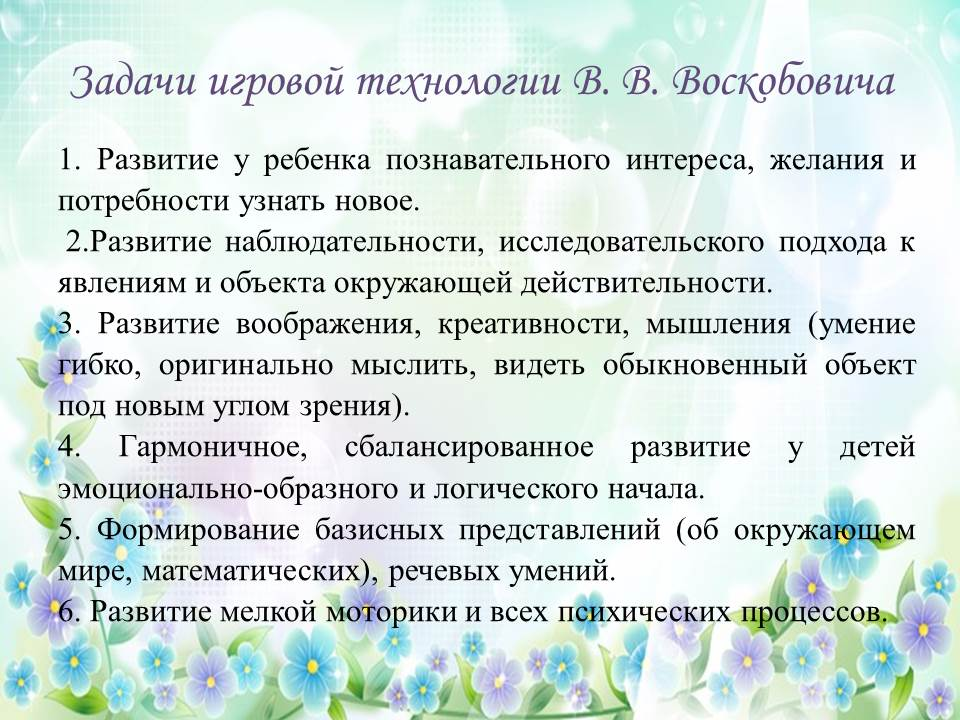 Задачи игровой технологии В. В. Воскобовича
1. Развитие у ребенка познавательного интереса, желания и
потребности узнать новое.
2.Развитие наблюдательности, исследовательского подхода к
явлениям и объекта окружающей действительности.
3. Развитие воображения, креативности, мышления (умение
гибко, оригинально мыслить, видеть обыкновенный объект
под новым углом зрения).
4. Гармоничное, сбалансированное развитие у детей
эмоционально-образного и логического начала.
5. Формирование базисных представлений (об окружающем
мире, математических), речевых умений.
6. Развитие мелкой моторики и всех психических процессов.